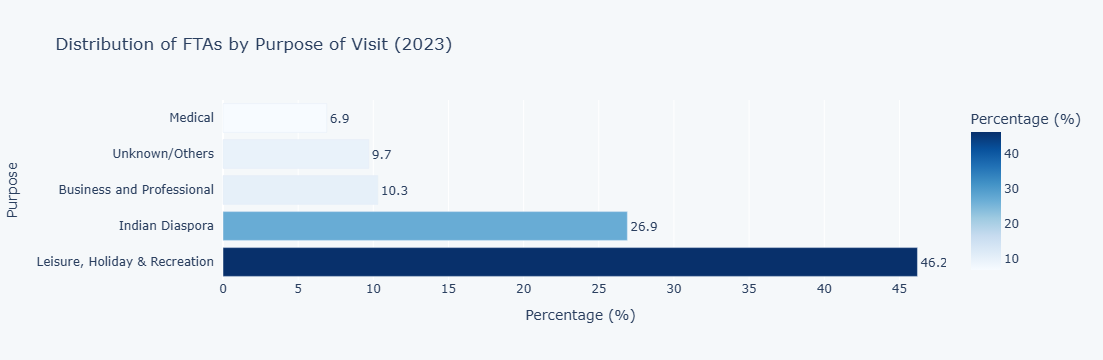 Distribution of FTAs by Purpose of Visit (2023)
Percentage (%)
Medical
6.9
Unknown/Others
9.7
Business and Professional
10.3
Indian Diaspora
26.9
Leisure, Holiday & Recreation
46.2
Purpose
0 5 10 15 20 25 30 35 40 45
Percentage (%)
40
30
20
10